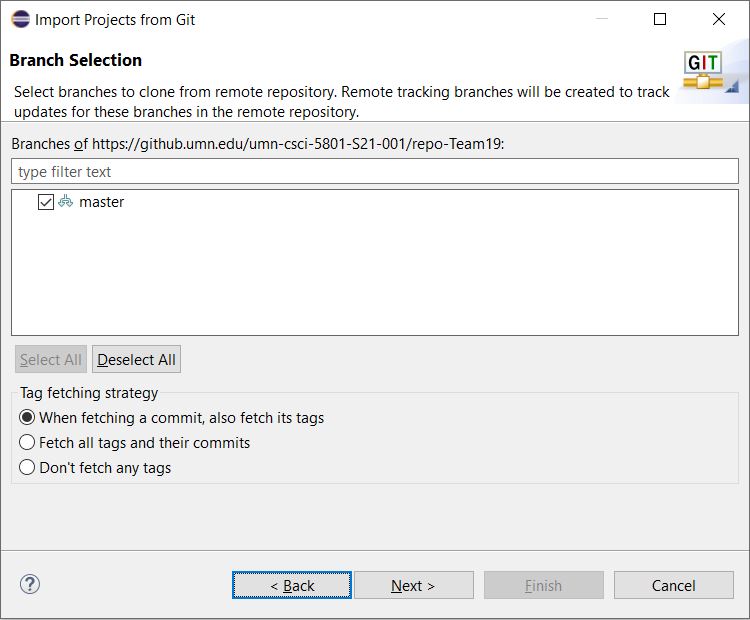 Import Projects from Git
Branch Selection
GIT
Select branches to clone from remote repository. Remote tracking branches will be created to track
updates for these branches in the remote repository.
Branches of https://github.umn.edu/umn-csci-5801-S21-001/repo-Team19:
type filter text
master
Select All Deselect All
Tag fetching strategy
When fetching a commit, also fetch its tags
Fetch all tags and their commits
Don't fetch any tags
? < Back Next > Finish Cancel